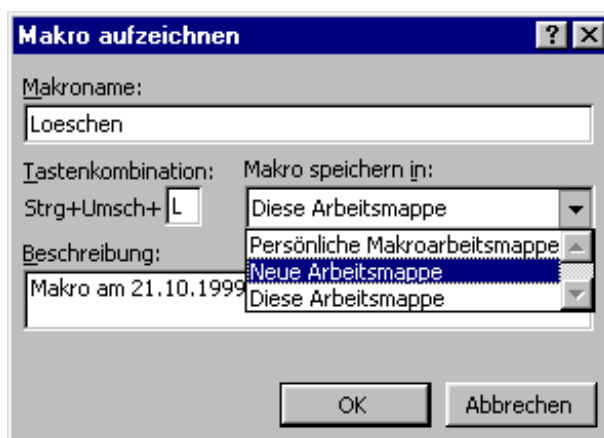 Makro aufzeichnen
Makroname:
Loeschen
Tastenkombination:
Makro speichern in:
Strg+Umsch+ L
Diese Arbeitsmappe
Beschreibung:
Persönliche Makroarbeitsmappe
Neue Arbeitsmappe
Diese Arbeitsmappe
Makro am 21.10.1999
OK
Abbrechen